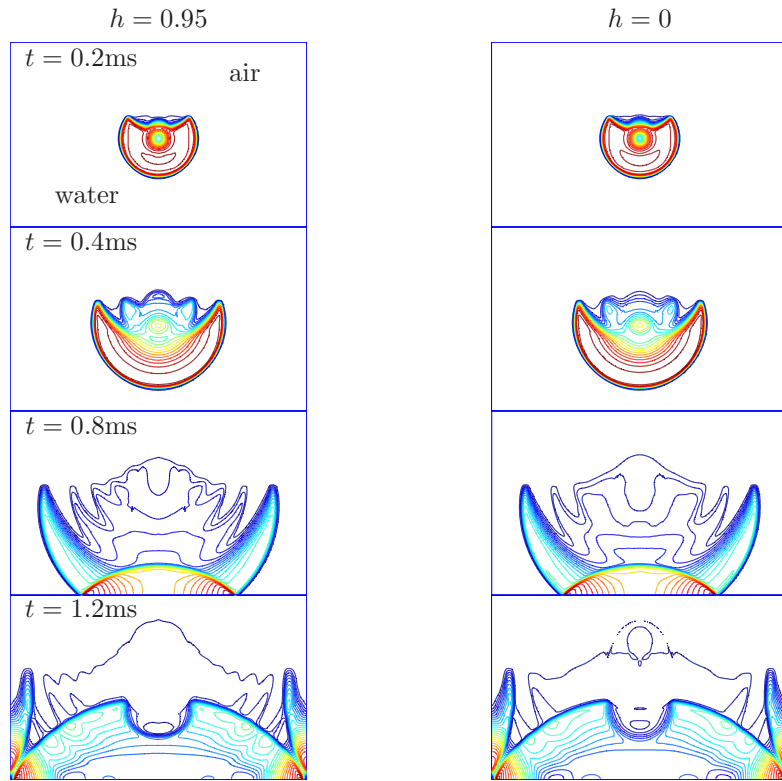 h = 0.95
h = 0
t = 0.2ms
air
water
t = 0.4ms
t = 0.8ms
t = 1.2ms